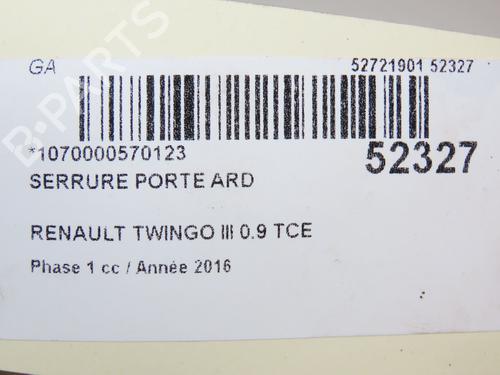 GA
52721901 52327
*1070000570123
52327
SERRURE PORTE ARD
RENAULT TWINGO III 0.9 TCE
Phase 1 cc / Année 2016
B-PARTS